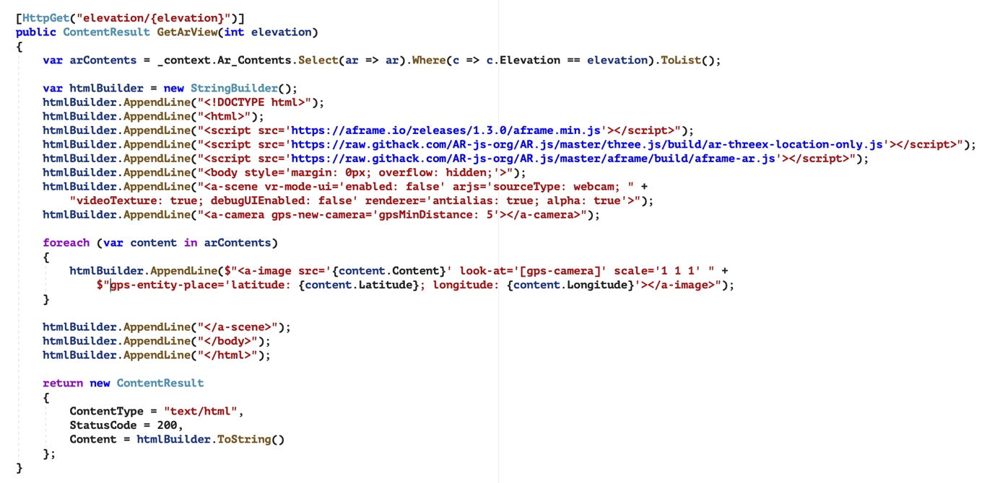 [HttpGet("elevation/{elevation}")]
public ContentResult GetArView(int elevation)
{
    var arContents = _context.Ar_Contents.Select(ar => ar).Where(c => c.Elevation == elevation).ToList();

    var htmlBuilder = new StringBuilder();
    htmlBuilder.AppendLine("<!DOCTYPE html>");
    htmlBuilder.AppendLine("<html>");
    htmlBuilder.AppendLine("<script src='https://aframe.io/releases/1.3.0/aframe.min.js'></script>");
    htmlBuilder.AppendLine("<script src='https://raw.githack.com/AR-js-org/AR.js/master/three.js/build/ar-threex-location-only.js'></script>");
    htmlBuilder.AppendLine("<script src='https://raw.githack.com/AR-js-org/AR.js/master/aframe/build/aframe-ar.js'></script>");
    htmlBuilder.AppendLine("<body style='margin: 0px; overflow: hidden;'>");
    htmlBuilder.AppendLine("<a-scene vr-mode-ui='enabled: false' arjs='sourceType: webcam; " +
        "videoTexture: true; debugUIEnabled: false' renderer='antialias: true; alpha: true'>");
    htmlBuilder.AppendLine("<a-camera gps-new-camera='gpsMinDistance: 5'></a-camera>");

    foreach (var content in arContents)
    {
        htmlBuilder.AppendLine($"<a-image src='{content.Content}' look-at='[gps-camera]' scale='1 1 1' " +
            $"gps-entity-place='latitude: {content.Latitude}; longitude: {content.Longitude}'></a-image>");
    }

    htmlBuilder.AppendLine("</a-scene>");
    htmlBuilder.AppendLine("</body>");
    htmlBuilder.AppendLine("</html>");

    return new ContentResult
    {
        ContentType = "text/html",
        StatusCode = 200,
        Content = htmlBuilder.ToString()
    };
}